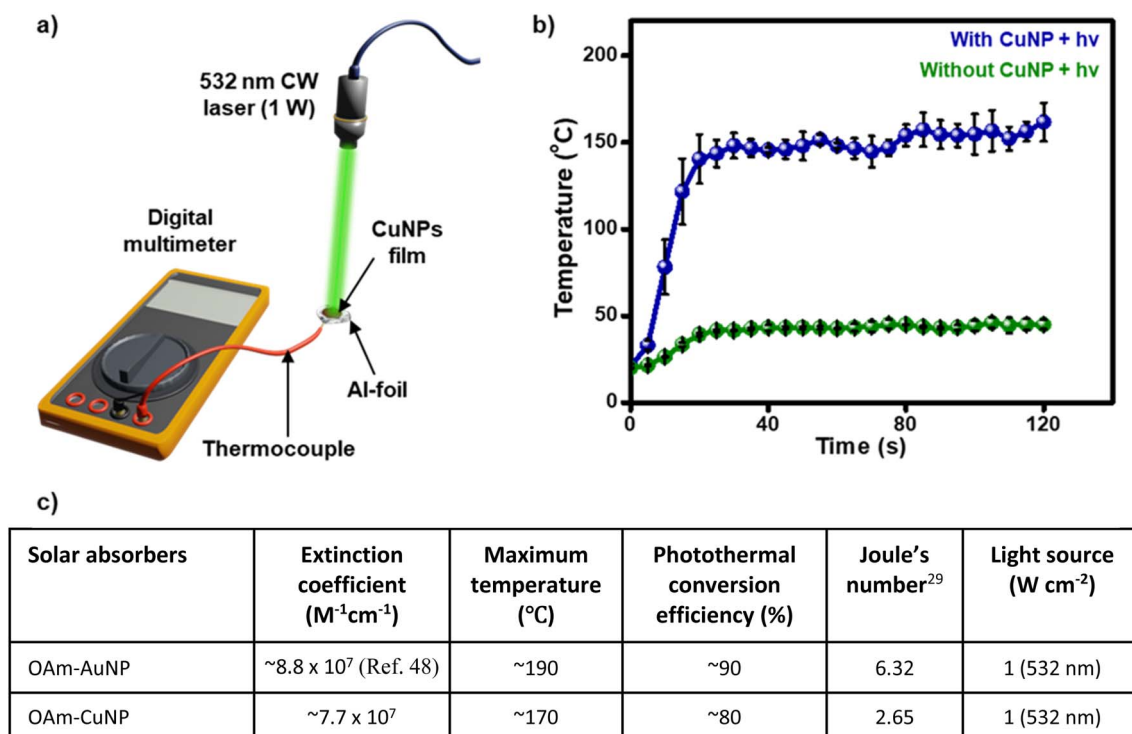 a)
532 nm CW
laser (1 W)
Digital
multimeter
CuNPs
film
Al-foil
Thermocouple
b)
With CuNP + hν
Without CuNP + hν
Temperature (°C)
200
150
100
50
0
0 40 80 120
Time (s)
c)
Solar absorbers
Extinction
coefficient
(M⁻¹cm⁻¹)
Maximum
temperature
(°C)
Photothermal
conversion
efficiency (%)
Joule’s
number²⁹
Light source
(W cm⁻²)
OAm-AuNP ~8.8 x 10⁷ (Ref. 48) ~190 ~90 6.32 1 (532 nm)
OAm-CuNP ~7.7 x 10⁷ ~170 ~80 2.65 1 (532 nm)